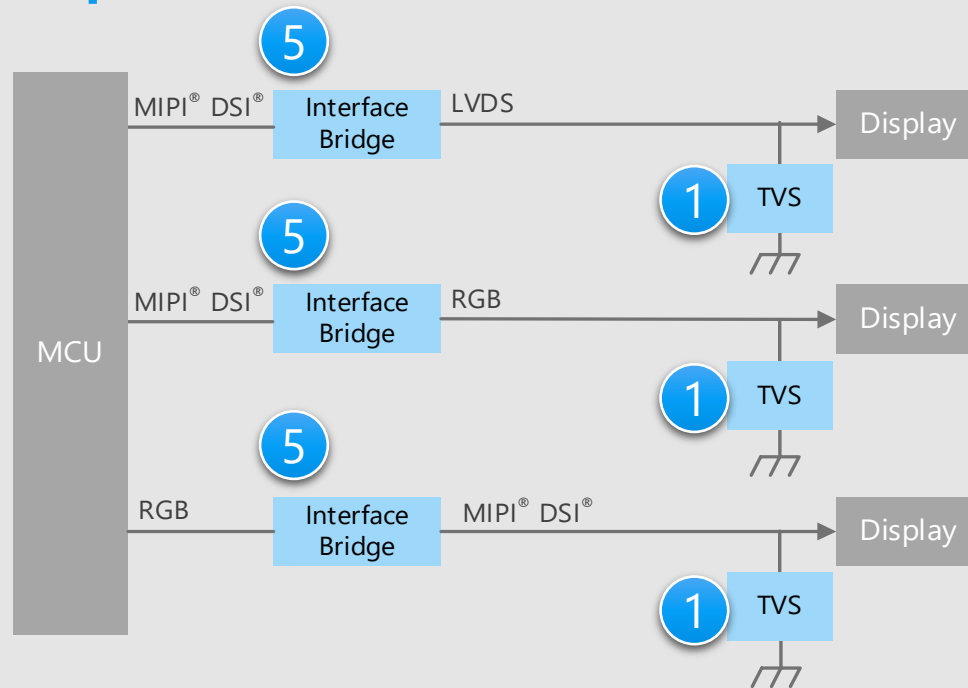 5
MIPI® DSI®
Interface
Bridge
LVDS
Display
1
TVS
5
MIPI® DSI®
Interface
Bridge
RGB
Display
MCU
1
TVS
5
RGB
Interface
Bridge
MIPI® DSI®
Display
1
TVS